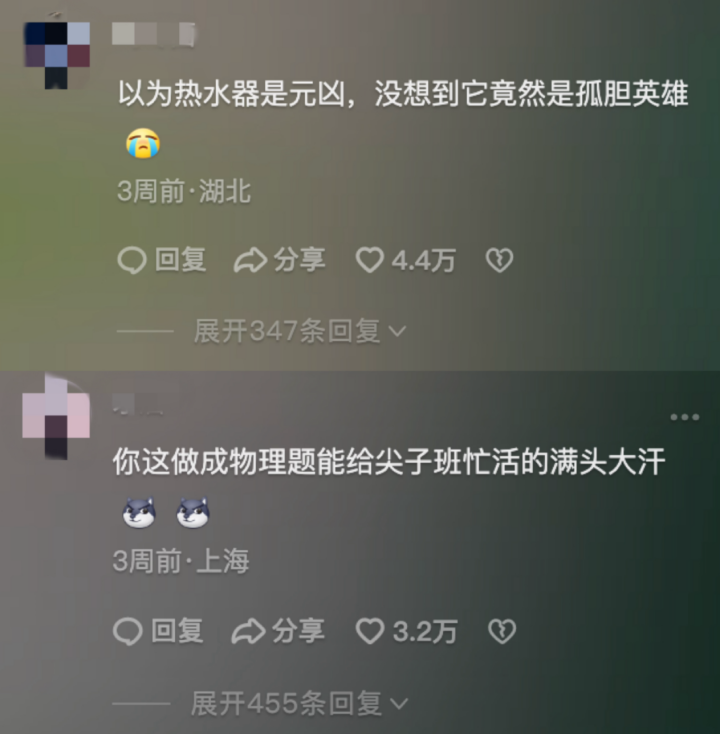 以为热水器是元凶，没想到它竟然是孤胆英雄
😭
3周前·湖北
回复 分享 4.4万
展开347条回复
你这做成物理题能给尖子班忙活的满头大汗
3周前·上海
回复 分享 3.2万
展开455条回复